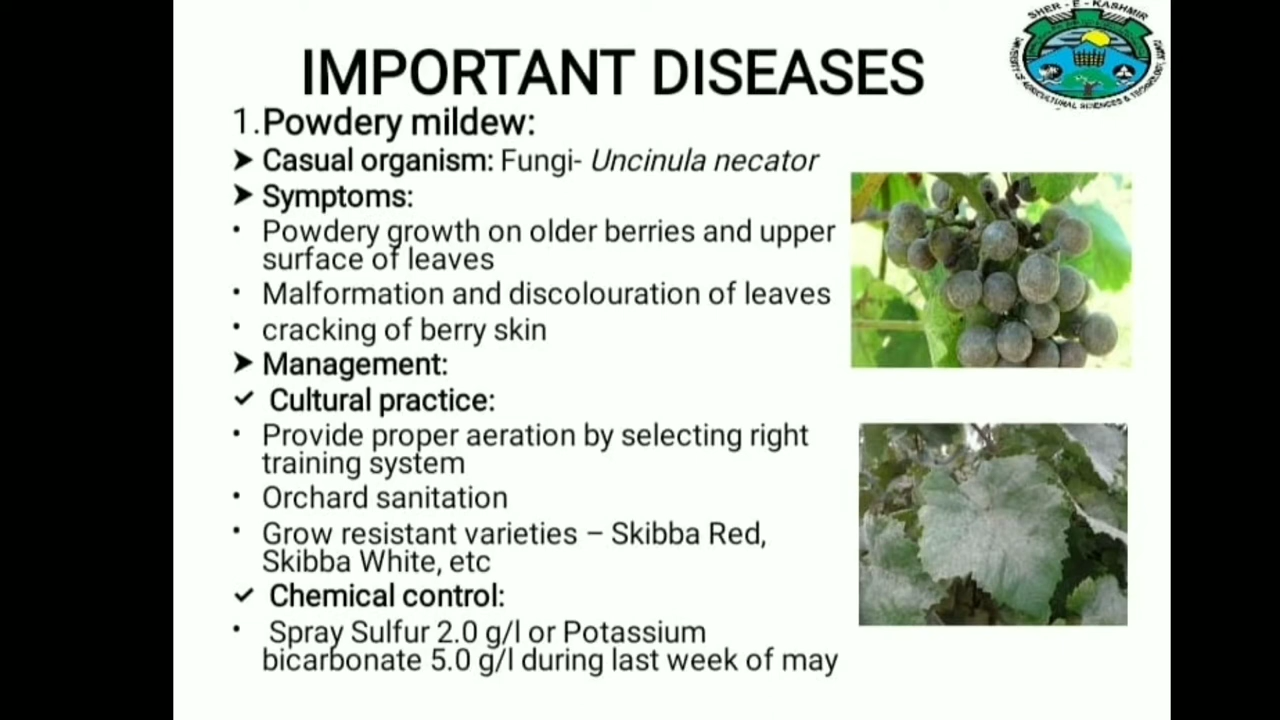 SHER - E - KASHMIR
IMPORTANT DISEASES
1.Powdery mildew:
➤ Casual organism: Fungi- Uncinula necator
➤ Symptoms:
• Powdery growth on older berries and upper
surface of leaves
• Malformation and discolouration of leaves
• cracking of berry skin
➤ Management:
✓ Cultural practice:
• Provide proper aeration by selecting right
training system
• Orchard sanitation
• Grow resistant varieties – Skibba Red,
Skibba White, etc
✓ Chemical control:
• Spray Sulfur 2.0 g/l or Potassium
bicarbonate 5.0 g/l during last week of may